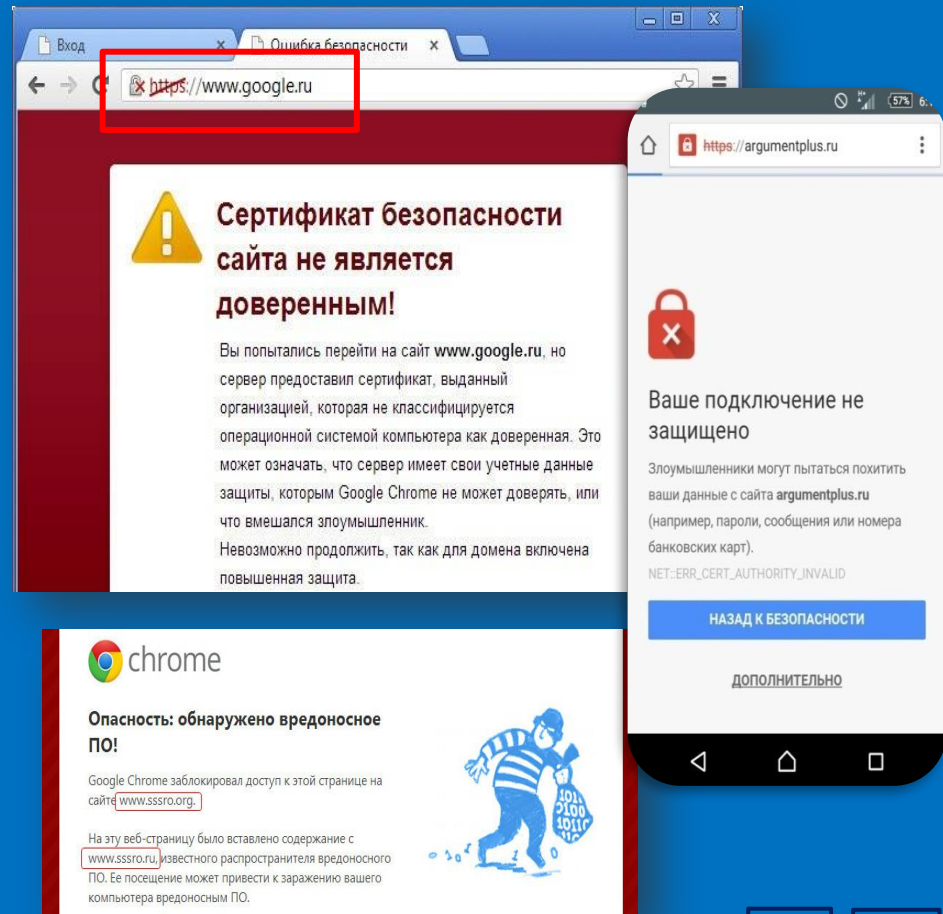 Вход
Ошибка безопасности
https://www.google.ru
Сертификат безопасности
сайта не является
доверенным!
Вы попытались перейти на сайт www.google.ru, но
сервер предоставил сертификат, выданный
организацией, которая не классифицируется
операционной системой компьютера как доверенная. Это
может означать, что сервер имеет свои учетные данные
защиты, которым Google Chrome не может доверять, или
что вмешался злоумышленник.
Невозможно продолжить, так как для домена включена
повышенная защита.
57%
https://argumentplus.ru
Ваше подключение не
защищено
Злоумышленники могут пытаться похитить
ваши данные с сайта argumentplus.ru
(например, пароли, сообщения или номера
банковских карт).
NET::ERR_CERT_AUTHORITY_INVALID
НАЗАД К БЕЗОПАСНОСТИ
ДОПОЛНИТЕЛЬНО
chrome
Опасность: обнаружено вредоносное
ПО!
Google Chrome заблокировал доступ к этой странице на
сайте www.sssro.org.
На эту веб-страницу было вставлено содержание с
www.sssro.ru, известного распространителя вредоносного
ПО. Ее посещение может привести к заражению вашего
компьютера вредоносным ПО.